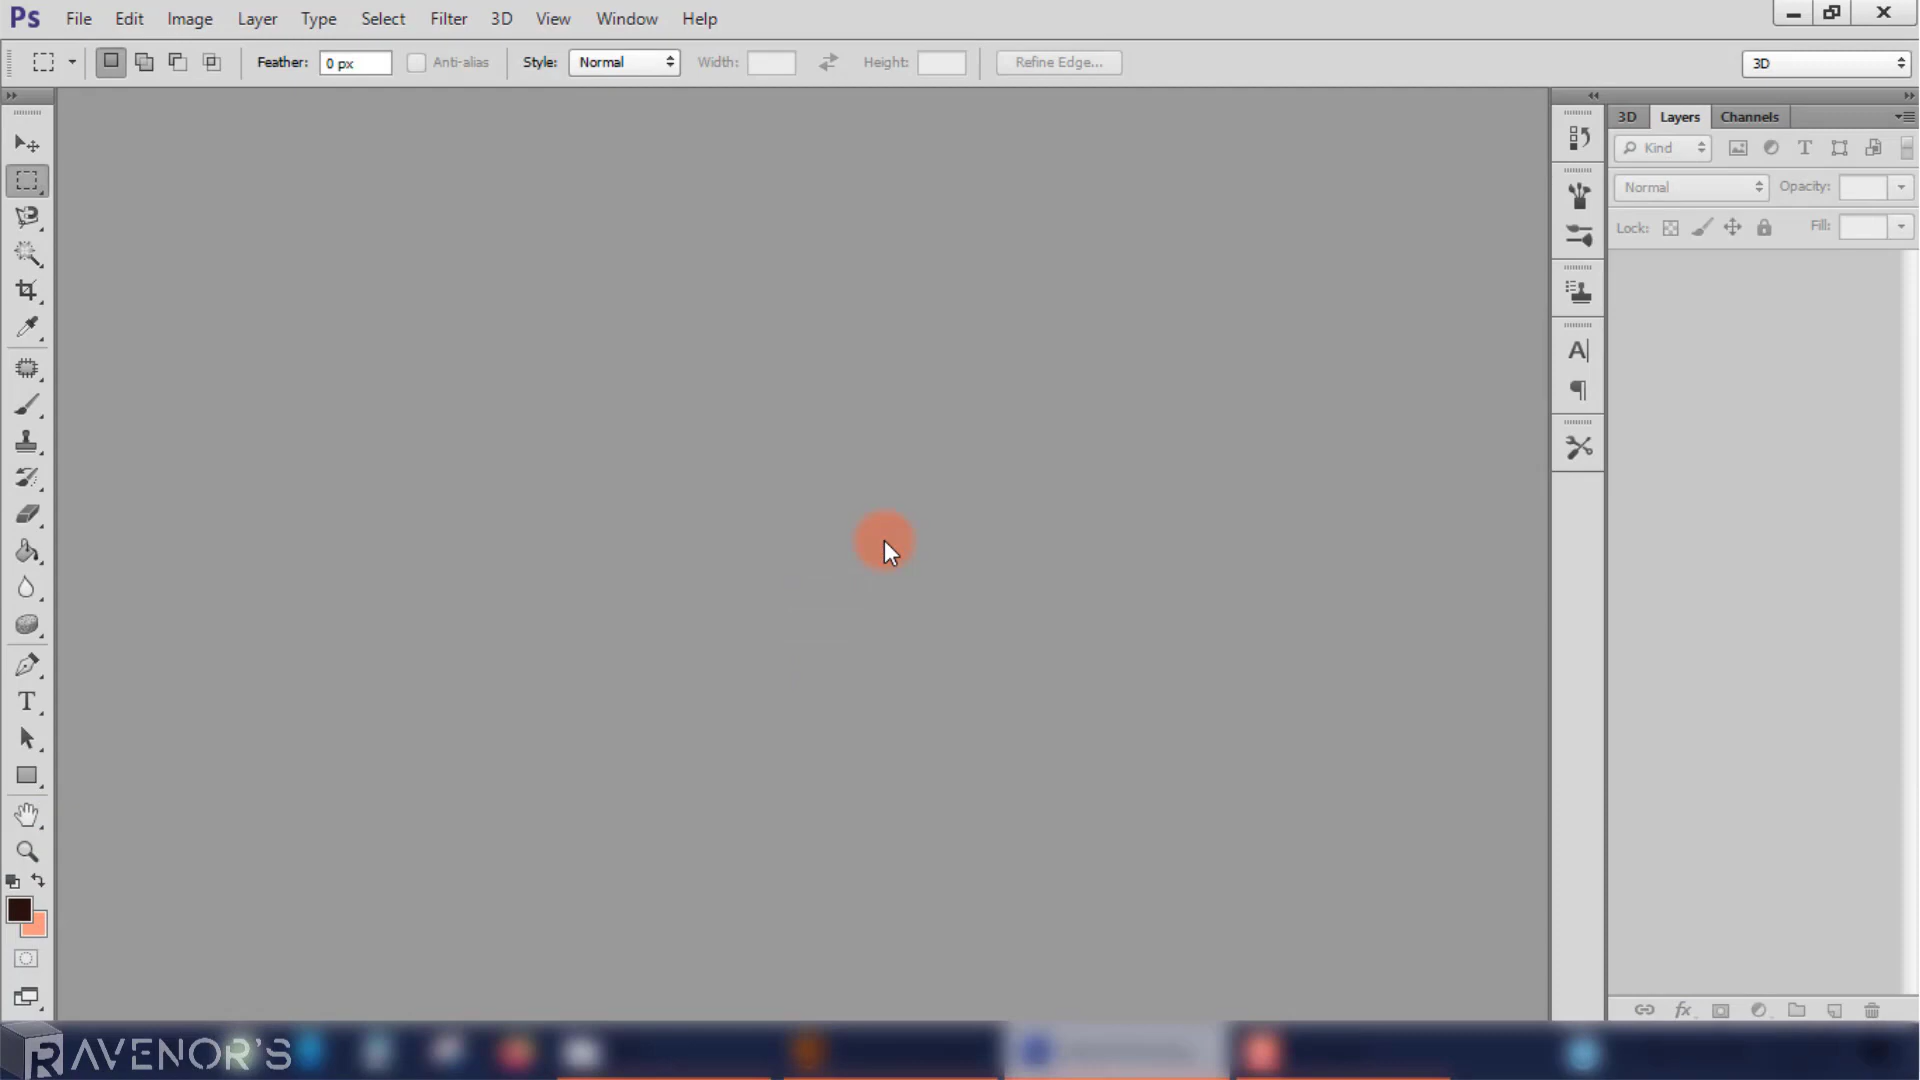 Ps File Edit Image Layer Type Select Filter 3D View Window Help
Feather: 0 px Anti-alias Style: Normal Width: Height: Refine Edge... 3D
3D Layers Channels
Kind
Normal Opacity:
Lock: Fill:
RAVENOR'S